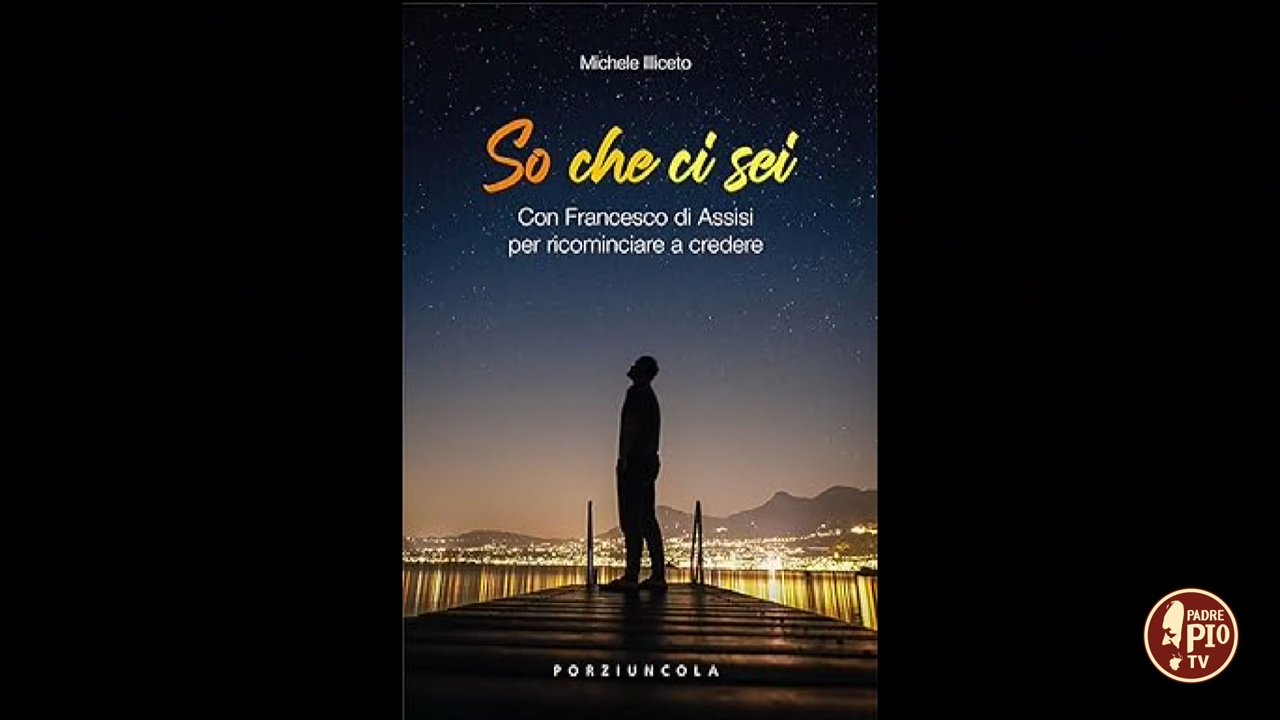 Michele Illiceto
So che ci sei
Con Francesco di Assisi
per ricominciare a credere
PORZIUNCOLA
PADRE
PIO
TV